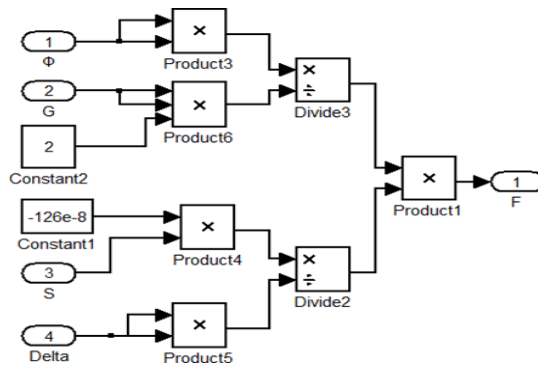 1
Φ
×
Product3
2
G
×
Product6
2
Constant2
×
÷
Divide3
×
Product1
1
F
-126e-8
Constant1
×
Product4
3
S
×
÷
Divide2
4
Delta
×
Product5